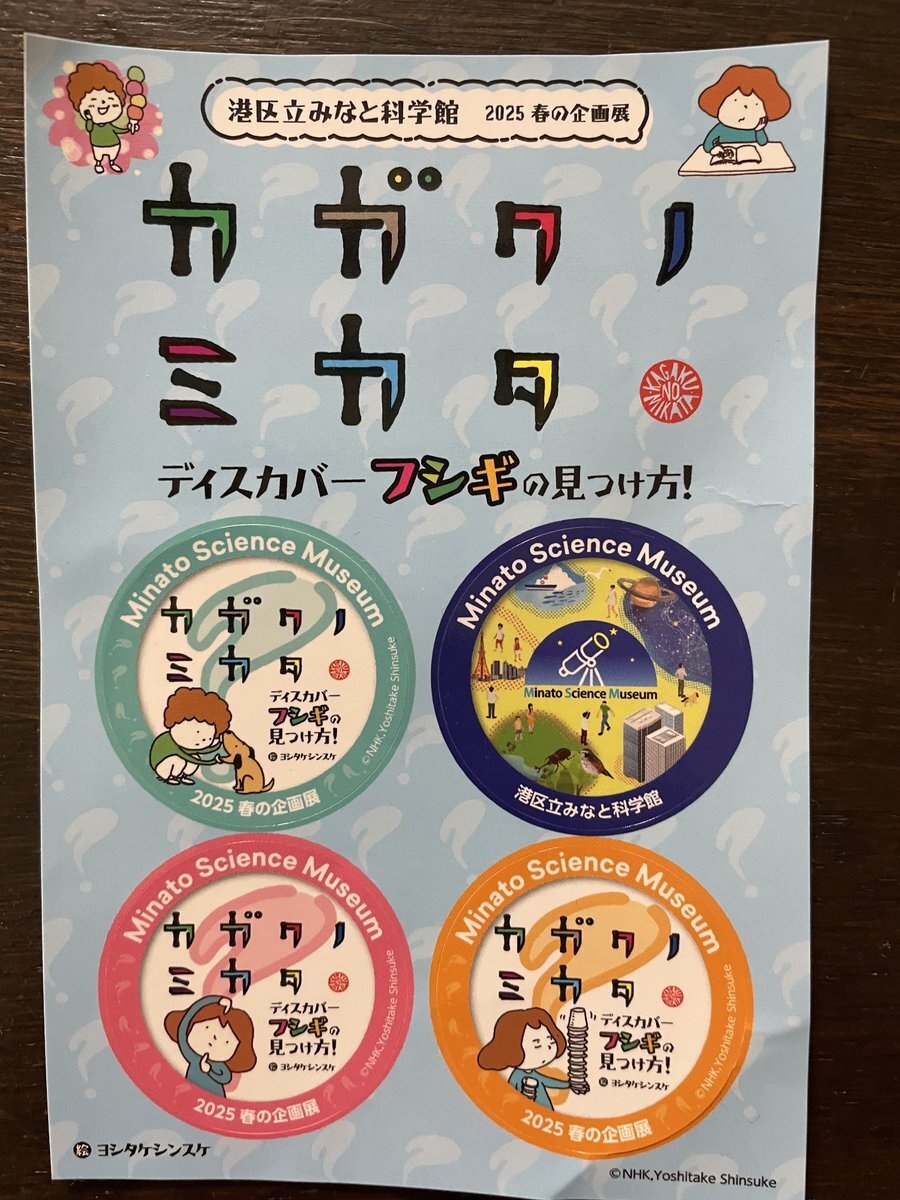 港区立みなと科学館 2025 春の企画展
カガクノ
ミカタ
KAGAKU
NO
MIKATA
ディスカバーフシギの見つけ方!
Minato Science Museum
カガクノ
ミカタ
ディスカバー
フシギの
見つけ方!
絵 ヨシタケシンスケ
©NHK,Yoshitake Shinsuke
2025 春の企画展
Minato Science Museum
Minato Science Museum
港区立みなと科学館
Minato Science Museum
カガクノ
ミカタ
ディスカバー
フシギの
見つけ方!
絵 ヨシタケシンスケ
©NHK,Yoshitake Shinsuke
2025 春の企画展
Minato Science Museum
カガクノ
ミカタ
ディスカバー
フシギの
見つけ方!
絵 ヨシタケシンスケ
©NHK,Yoshitake Shinsuke
2025 春の企画展
絵 ヨシタケシンスケ
©NHK,Yoshitake Shinsuke